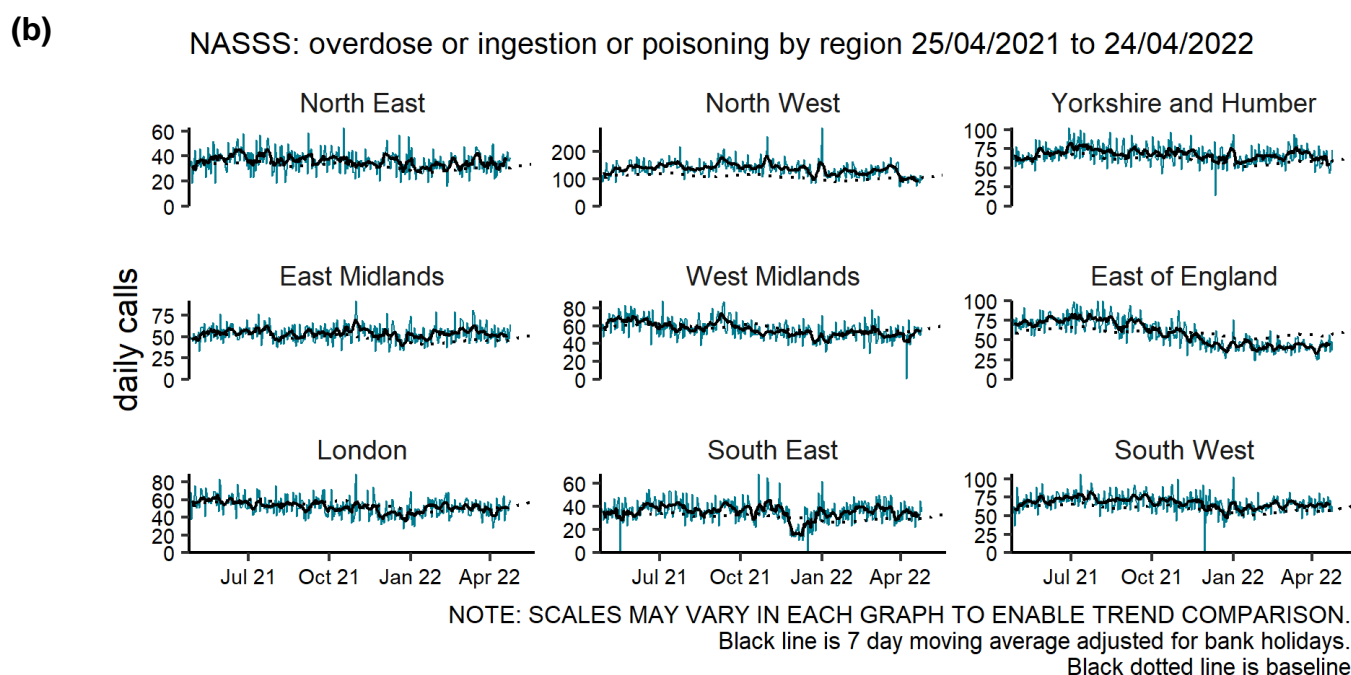 (b)
NASSS: overdose or ingestion or poisoning by region 25/04/2021 to 24/04/2022
daily calls
North East
60
40
20
0
North West
200
100
0
Yorkshire and Humber
100
75
50
25
0
East Midlands
75
50
25
0
West Midlands
80
60
40
20
0
East of England
100
75
50
25
0
London
80
60
40
20
0
Jul 21 Oct 21 Jan 22 Apr 22
South East
60
40
20
0
Jul 21 Oct 21 Jan 22 Apr 22
South West
100
75
50
25
0
Jul 21 Oct 21 Jan 22 Apr 22
NOTE: SCALES MAY VARY IN EACH GRAPH TO ENABLE TREND COMPARISON.
Black line is 7 day moving average adjusted for bank holidays.
Black dotted line is baseline